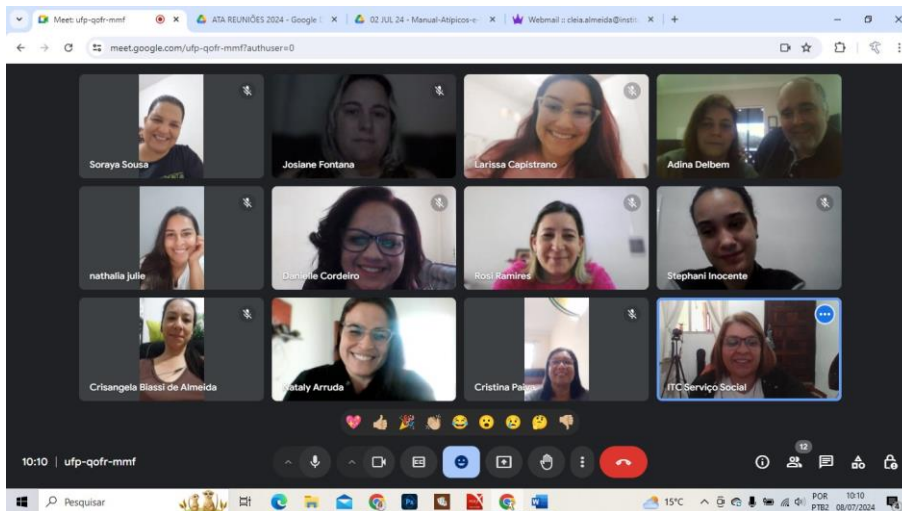 Meet: ufp-qofr-mmf
ATA REUNIÕES 2024 - Google D
02 JUL 24 - Manual-Atípicos-e-
Webmail :: cleia.almeida@instit
meet.google.com/ufp-qofr-mmf?authuser=0
Soraya Sousa
Josiane Fontana
Larissa Capistrano
Adina Delbem
nathalia julie
Danielle Cordeiro
Rosi Ramires
Stephani Inocente
Crisangela Biassi de Almeida
Nataly Arruda
Cristina Paiva
ITC Serviço Social
10:10 | ufp-qofr-mmf
12
Pesquisar
Ps
15°C
POR
PTB2
10:10
08/07/2024